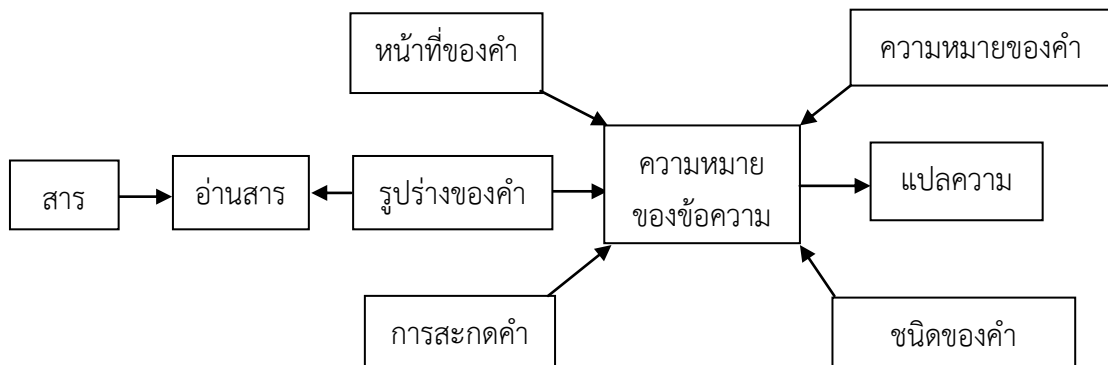 หน้าที่ของคำ
ความหมายของคำ
สาร
อ่านสาร
รูปร่างของคำ
ความหมาย
ของข้อความ
แปลความ
การสะกดคำ
ชนิดของคำ